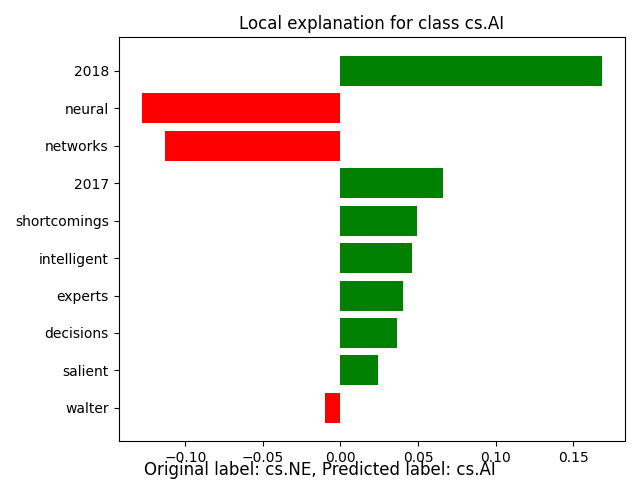 Local explanation for class cs.AI
2018
neural
networks
2017
shortcomings
intelligent
experts
decisions
salient
walter
−0.10 −0.05 0.00 0.05 0.10 0.15
Original label: cs.NE, Predicted label: cs.AI